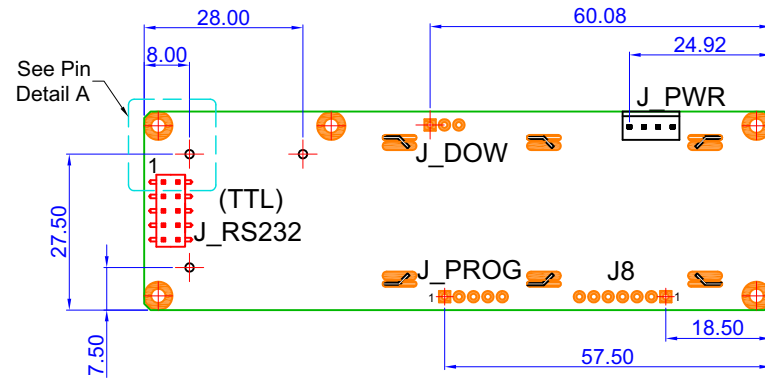 28.00
60.08
8.00
24.92
See Pin
Detail A
J_PWR
J_DOW
1
(TTL)
J_RS232
27.50
J_PROG
J8
1
1
18.50
7.50
57.50